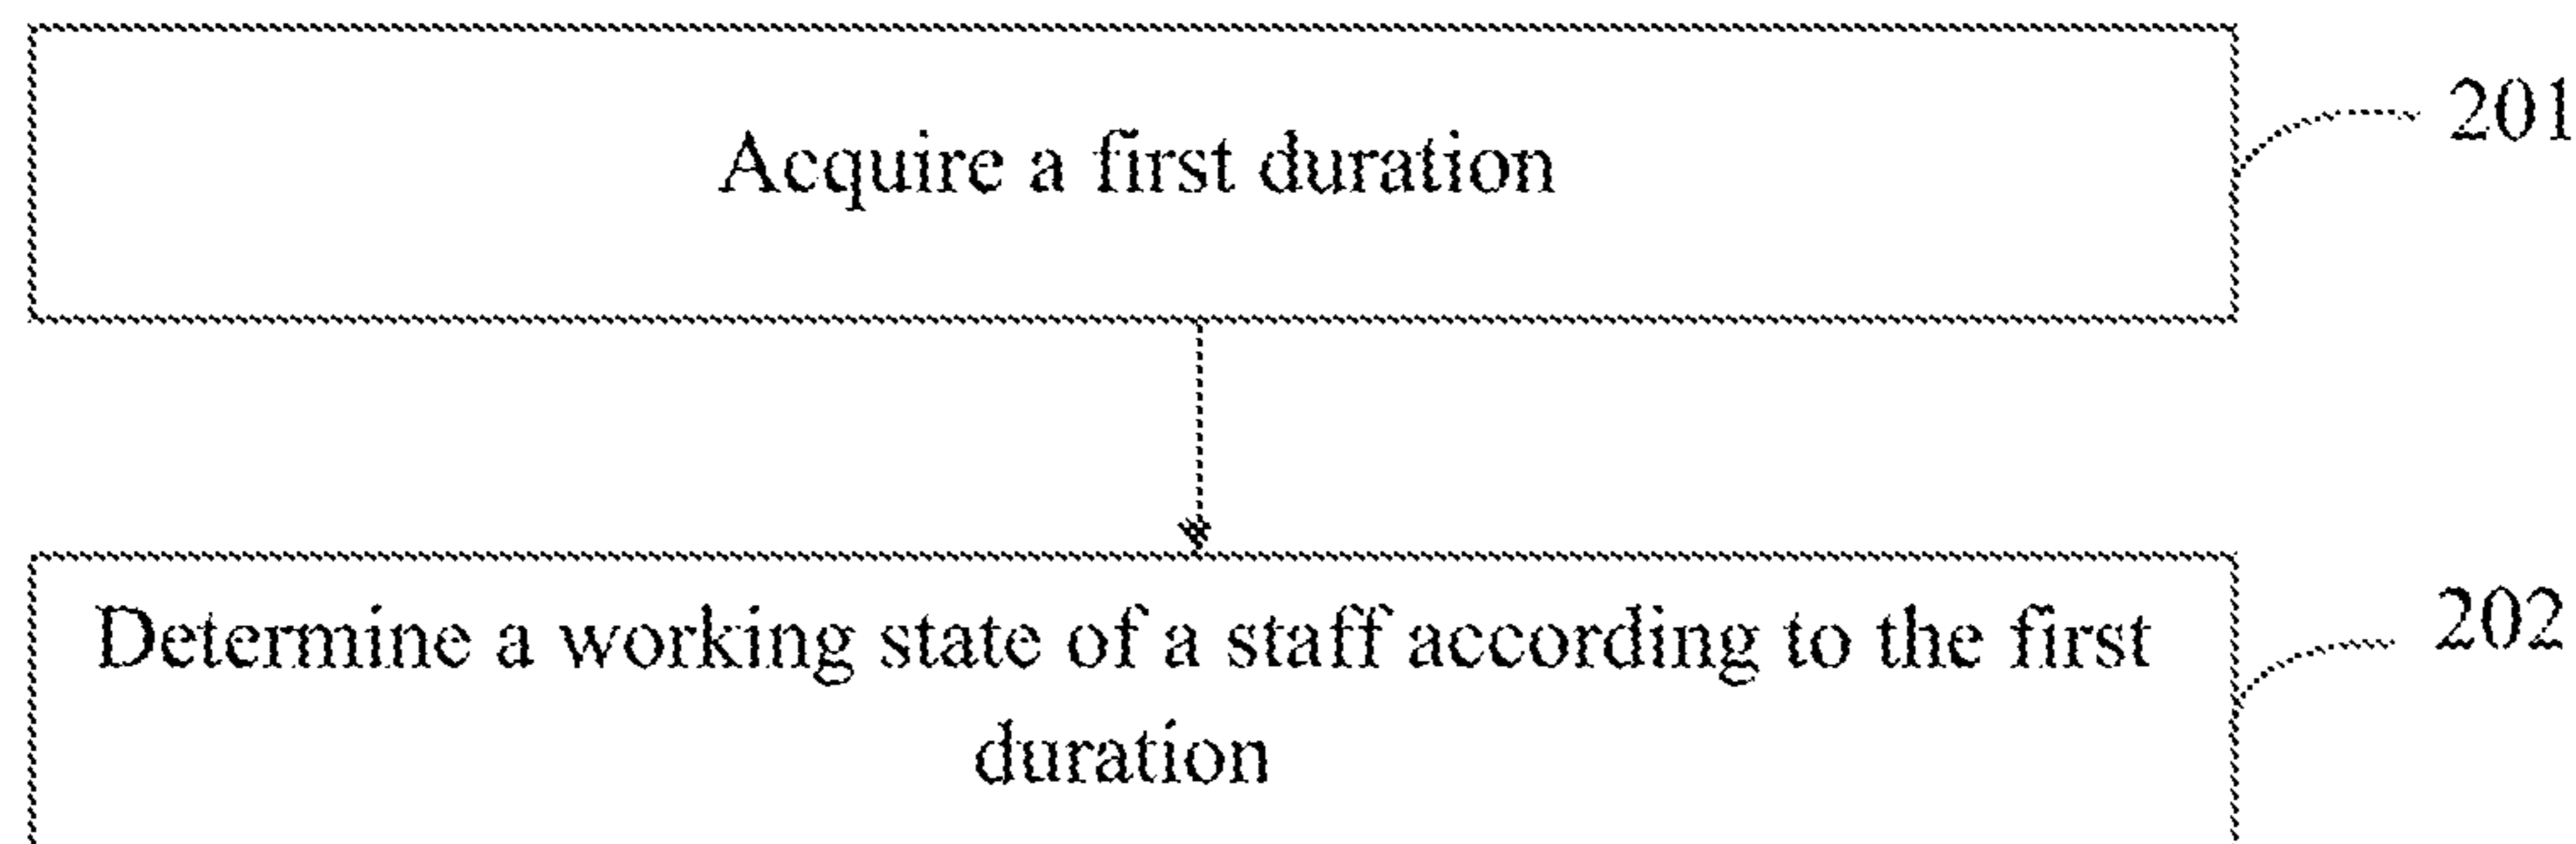 Acquire a first duration
201
Determine a working state of a staff according to the first
duration
202